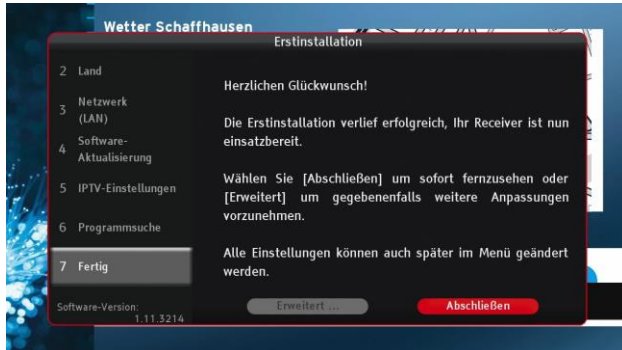 Wetter Schaffhausen
Erstinstallation
2 Land
3 Netzwerk
(LAN)
4 Software-
Aktualisierung
5 IPTV-Einstellungen
6 Programmsuche
7 Fertig
Software-Version:
1.11.3214
Herzlichen Glückwunsch!
Die Erstinstallation verlief erfolgreich, Ihr Receiver ist nun
einsatzbereit.
Wählen Sie [Abschließen] um sofort fernzusehen oder
[Erweitert] um gegebenenfalls weitere Anpassungen
vorzunehmen.
Alle Einstellungen können auch später im Menü geändert
werden.
Erweitert ...
Abschließen